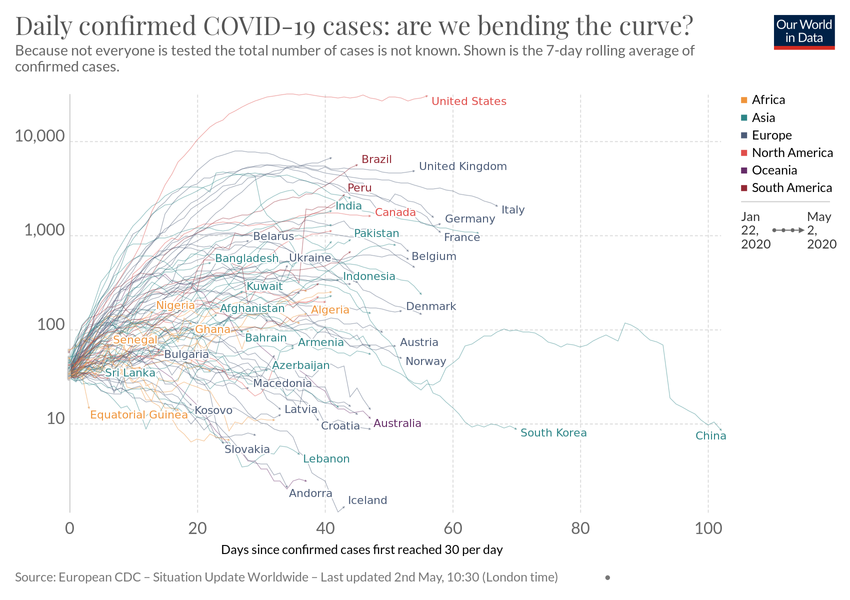 Daily confirmed COVID-19 cases: are we bending the curve?
Because not everyone is tested the total number of cases is not known. Shown is the 7-day rolling average of
confirmed cases.
Our World
in Data
Africa
Asia
Europe
North America
Oceania
South America
Jan
22,
2020
May
2,
2020
10,000
1,000
100
10
United States
Brazil
United Kingdom
Peru
India
Canada
Italy
Germany
Belarus
Pakistan
France
Bangladesh
Ukraine
Belgium
Indonesia
Kuwait
Nigeria
Afghanistan
Algeria
Denmark
Ghana
Senegal
Bahrain
Armenia
Austria
Bulgaria
Norway
Sri Lanka
Azerbaijan
Macedonia
Equatorial Guinea
Kosovo
Latvia
Croatia
Australia
South Korea
China
Slovakia
Lebanon
Andorra
Iceland
0
20
40
60
80
100
Days since confirmed cases first reached 30 per day
Source: European CDC – Situation Update Worldwide – Last updated 2nd May, 10:30 (London time)